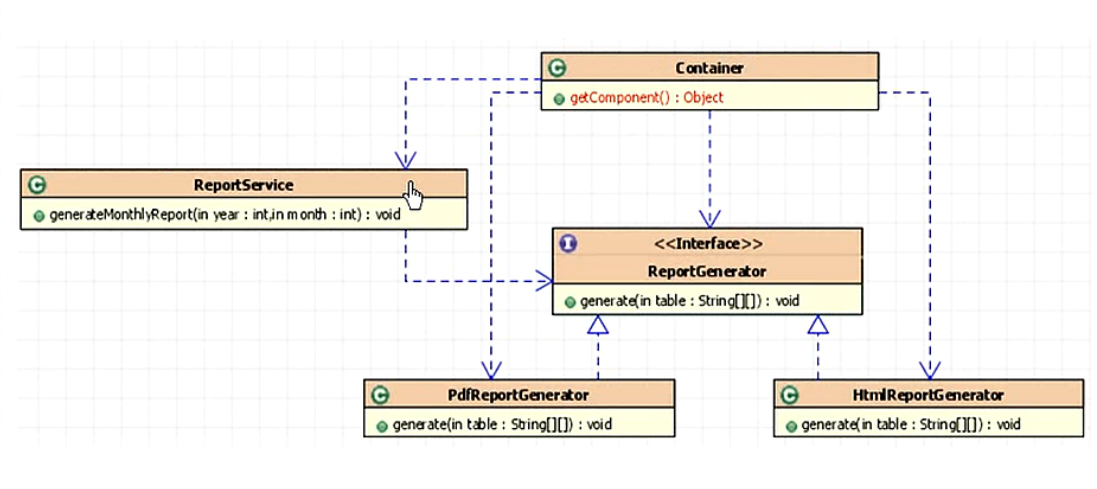 Container
getComponent() : Object
ReportService
generateMonthlyReport(in year : int,in month : int) : void
<<Interface>>
ReportGenerator
generate(in table : String[][]) : void
PdfReportGenerator
generate(in table : String[][]) : void
HtmlReportGenerator
generate(in table : String[][]) : void